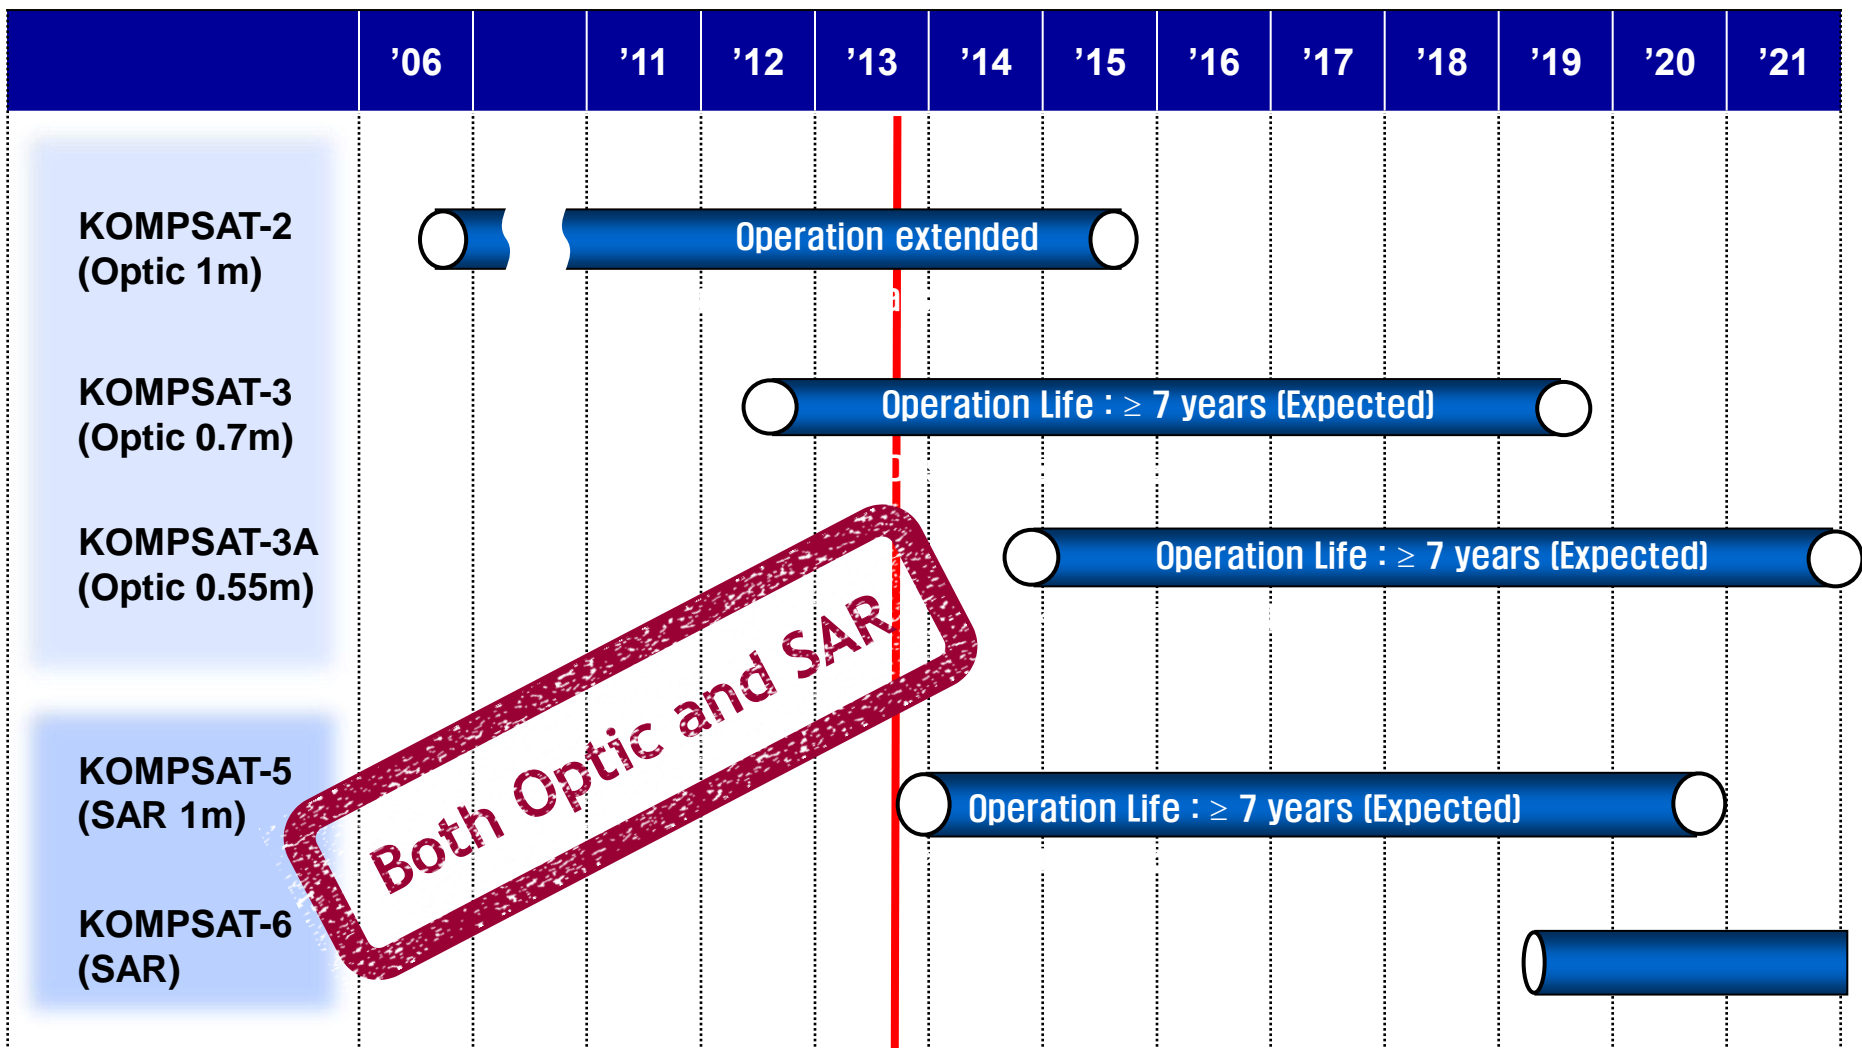 ’06 ’11 ’12 ’13 ’14 ’15 ’16 ’17 ’18 ’19 ’20 ’21
KOMPSAT-2
(Optic 1m)
Operation extended
KOMPSAT-3
(Optic 0.7m)
Operation Life : ≥ 7 years (Expected)
KOMPSAT-3A
(Optic 0.55m)
Operation Life : ≥ 7 years (Expected)
Both Optic and SAR
KOMPSAT-5
(SAR 1m)
Operation Life : ≥ 7 years (Expected)
KOMPSAT-6
(SAR)